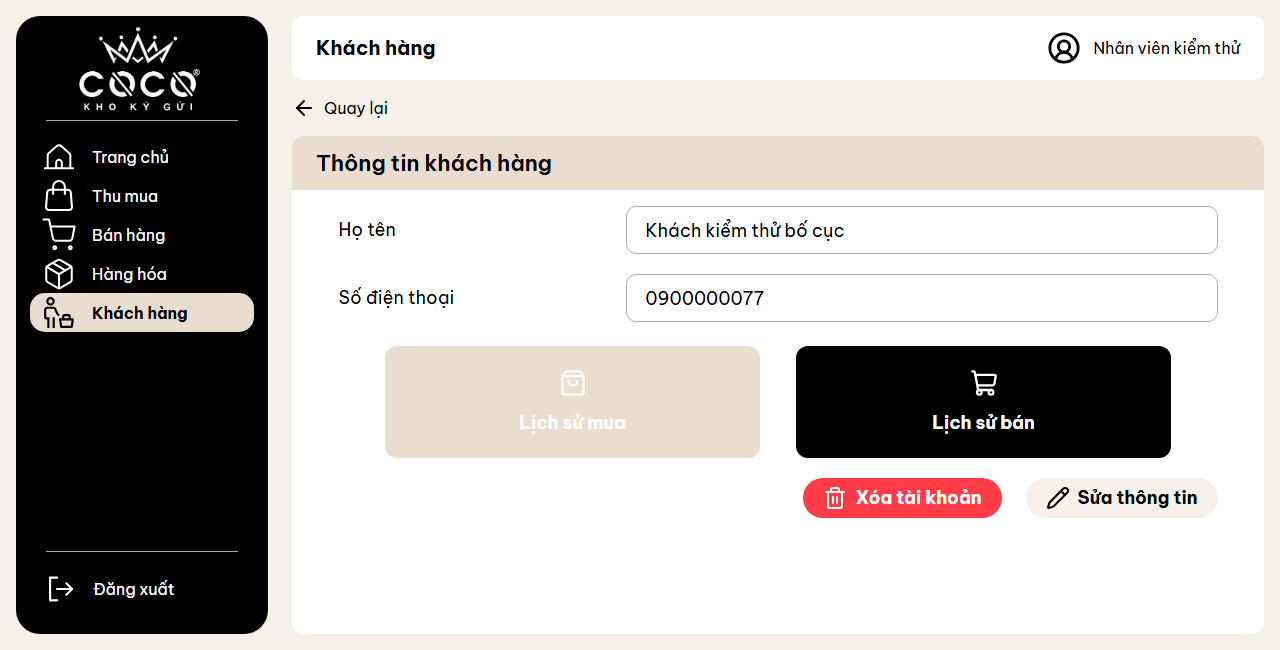 COCO®
KHO KÝ GỬI
Trang chủ
Thu mua
Bán hàng
Hàng hóa
Khách hàng
Đăng xuất
Khách hàng
Nhân viên kiểm thử
Quay lại
Thông tin khách hàng
Họ tên
Khách kiểm thử bố cục
Số điện thoại
0900000077
Lịch sử mua
Lịch sử bán
Xóa tài khoản
Sửa thông tin